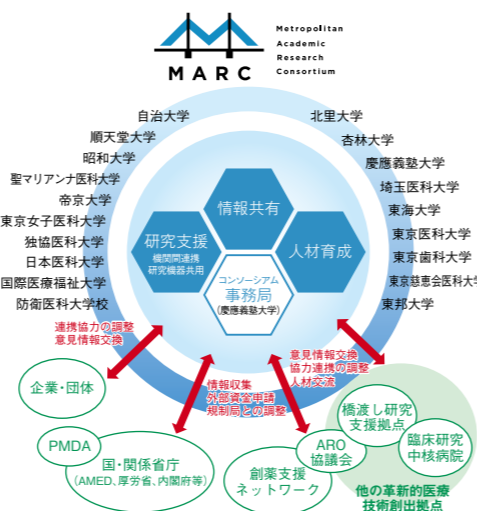 Metropolitan
Academic
Research
Consortium
MARC
自治大学
順天堂大学
昭和大学
聖マリアンナ医科大学
帝京大学
東京女子医科大学
独協医科大学
日本医科大学
国際医療福祉大学
防衛医科大学校
北里大学
杏林大学
慶應義塾大学
埼玉医科大学
東海大学
東京医科大学
東京歯科大学
東京慈恵会医科大学
東邦大学
情報共有
研究支援
機関間連携
研究機器共用
人材育成
コンソーシアム
事務局
(慶應義塾大学)
連携協力の調整
意見情報交換
情報収集
外部資金申請
規制局との調整
意見情報交換
協力連携の調整
人材交流
企業・団体
PMDA
国・関係省庁
(AMED、厚労省、内閣府等)
創薬支援
ネットワーク
ARO
協議会
橋渡し研究
支援拠点
臨床研究
中核病院
他の革新的医療
技術創出拠点